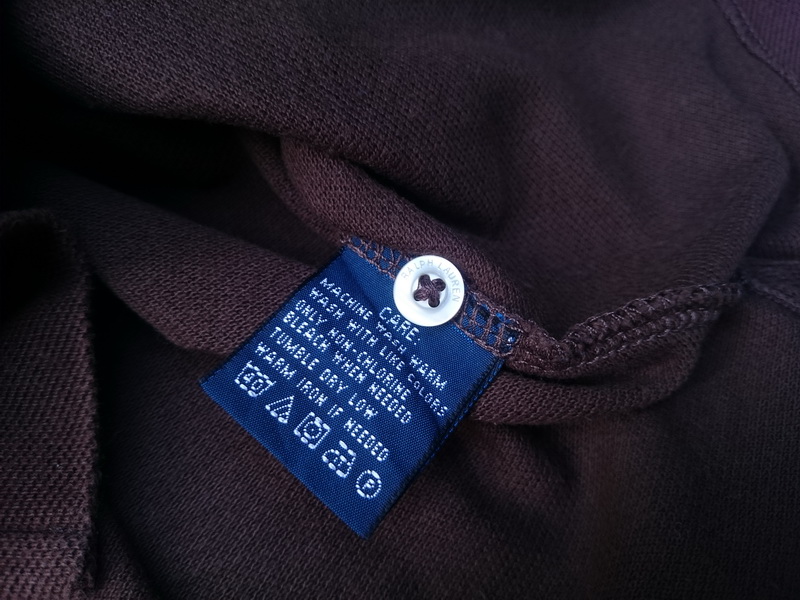 RALPH LAUREN
CARE
MACHINE WASH WARM
WASH WITH LIKE COLORS
ONLY NON-CHLORINE
BLEACH WHEN NEEDED
TUMBLE DRY LOW
WARM IRON IF NEEDED
40 P